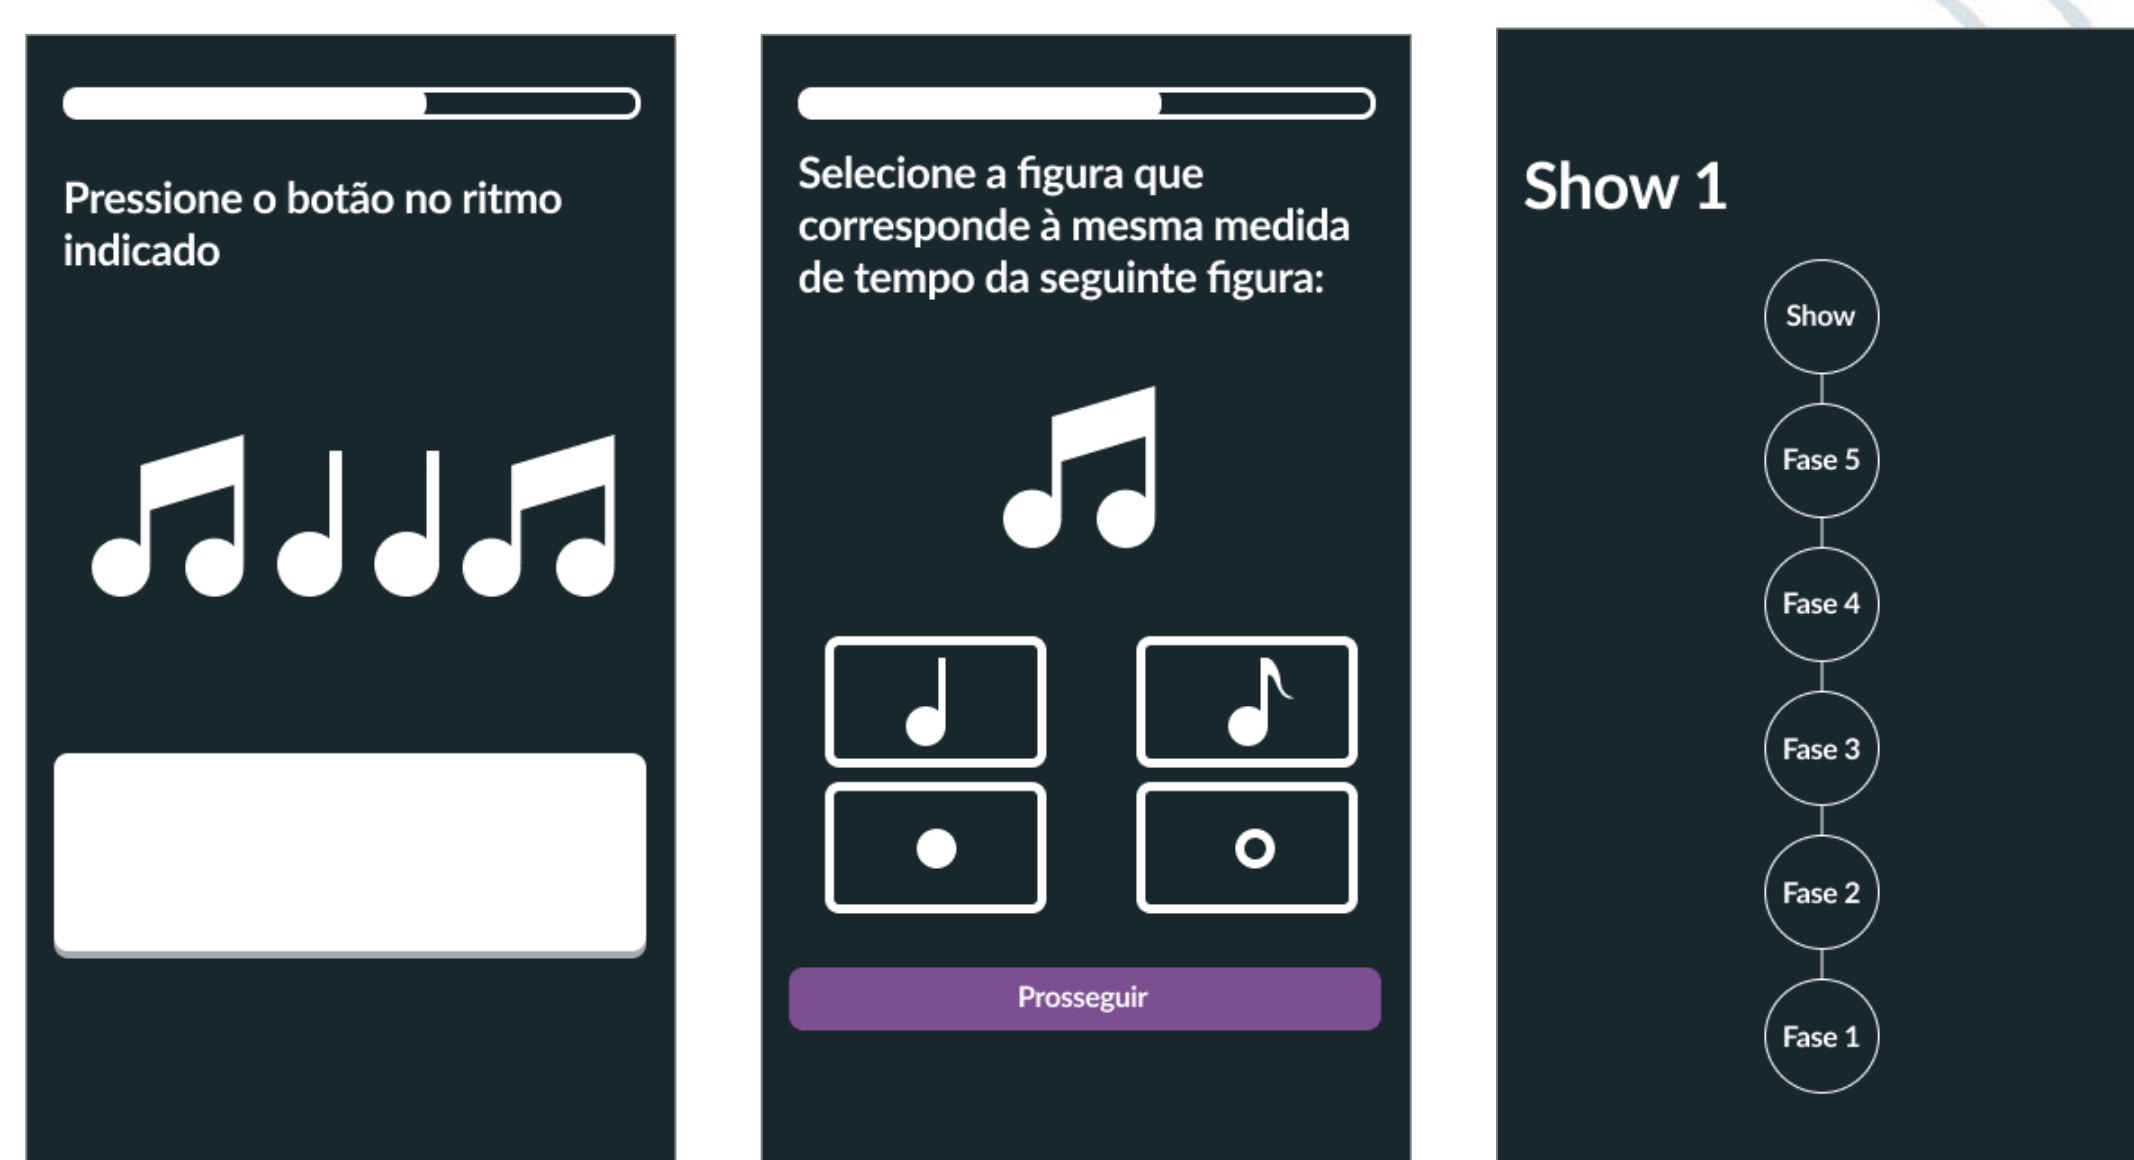 Pressione o botão no ritmo
indicado
Selecione a figura que
corresponde à mesma medida
de tempo da seguinte figura:
Prosseguir
Show 1
Show
Fase 5
Fase 4
Fase 3
Fase 2
Fase 1